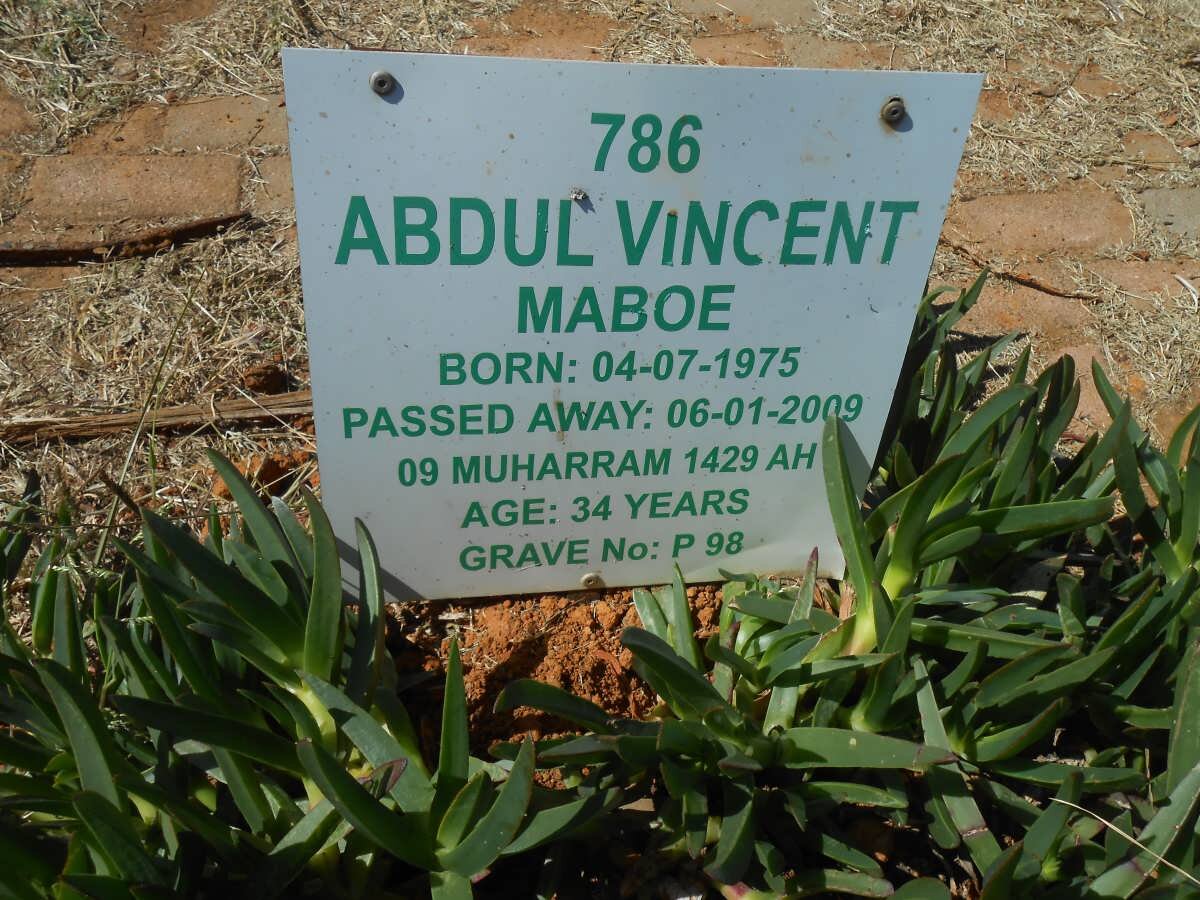 786
ABDUL VINCENT
MABOE
BORN: 04-07-1975
PASSED AWAY: 06-01-2009
09 MUHARRAM 1429 AH
AGE: 34 YEARS
GRAVE No: P 98